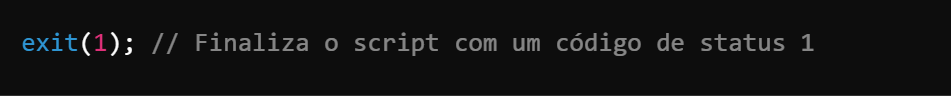 exit(1); // Finaliza o script com um código de status 1